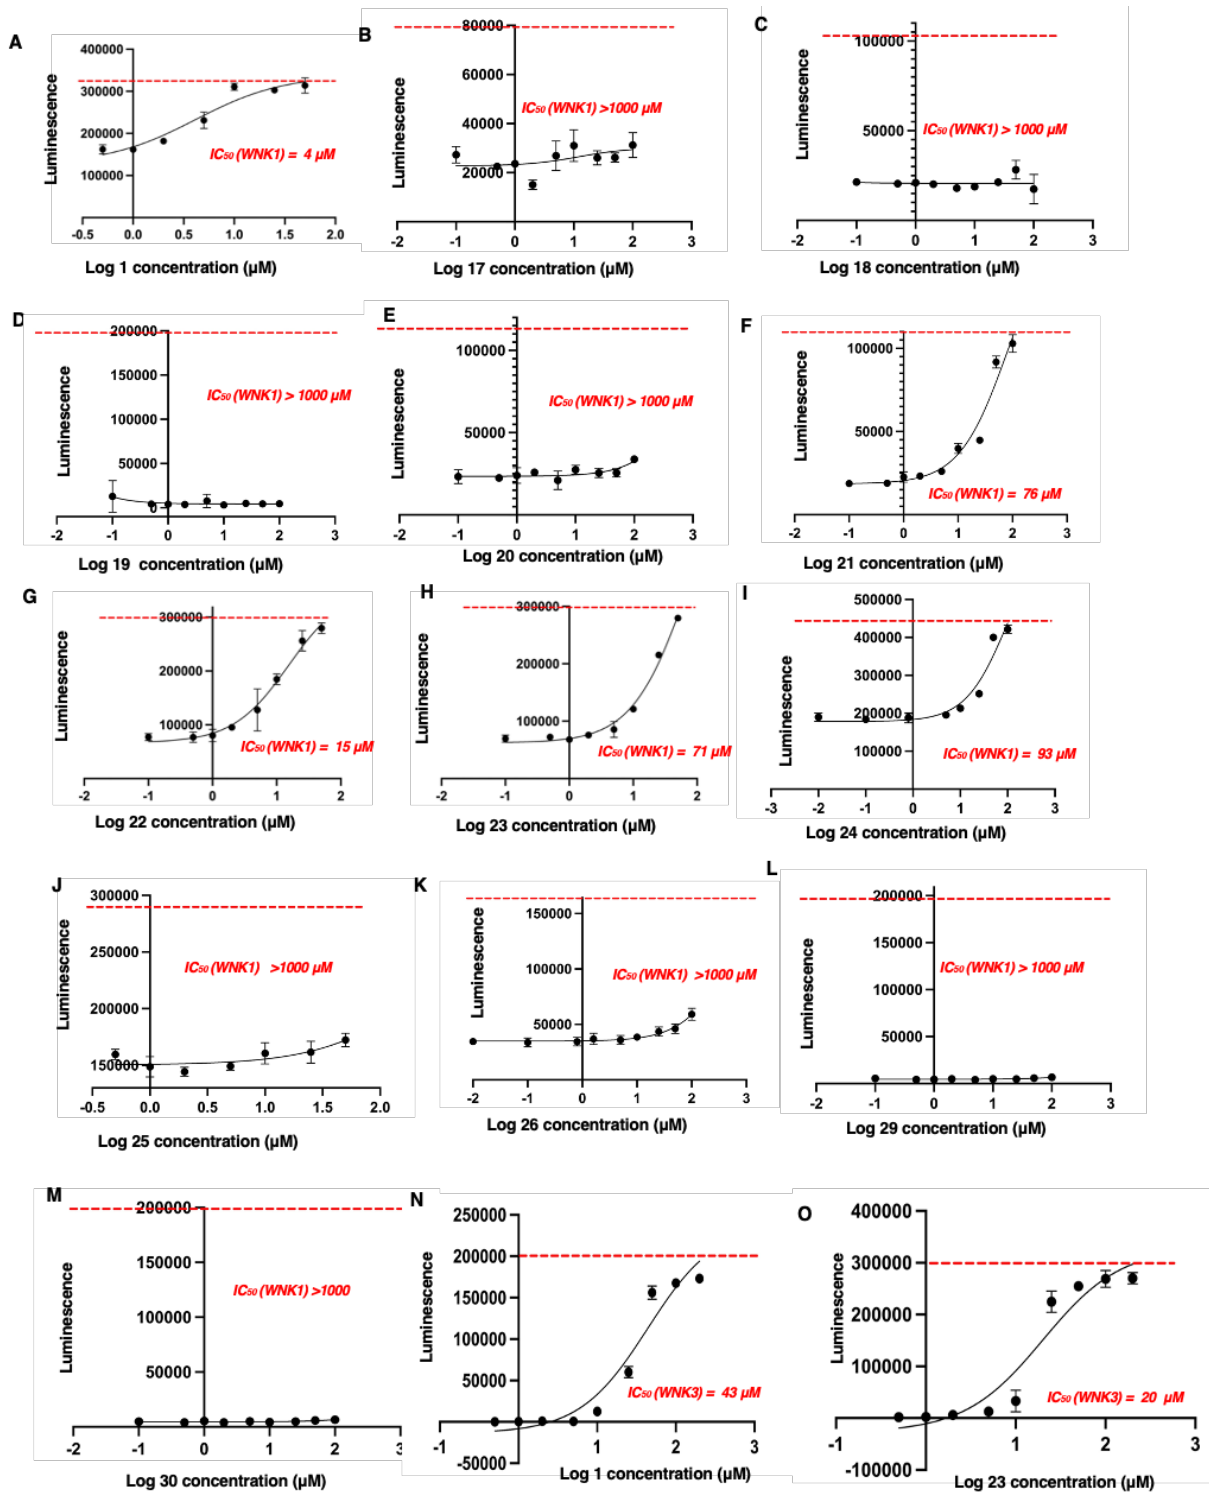 A
400000
300000
200000
100000
Luminescence
IC50 (WNK1) = 4 µM
-0.5 0.0 0.5 1.0 1.5 2.0
Log 1 concentration (µM)
B
80000
60000
40000
20000
Luminescence
IC50 (WNK1) >1000 µM
-2 -1 0 1 2 3
Log 17 concentration (µM)
C
100000
50000
Luminescence
IC50 (WNK1) > 1000 µM
-2 -1 0 1 2 3
Log 18 concentration (µM)
D
200000
150000
100000
50000
0
Luminescence
IC50 (WNK1) > 1000 µM
-2 -1 0 1 2 3
Log 19 concentration (µM)
E
100000
50000
Luminescence
IC50 (WNK1) > 1000 µM
-2 -1 0 1 2 3
Log 20 concentration (µM)
F
100000
50000
Luminescence
IC50 (WNK1) = 76 µM
-2 -1 0 1 2 3
Log 21 concentration (µM)
G
300000
200000
100000
Luminescence
IC50 (WNK1) = 15 µM
-2 -1 0 1 2
Log 22 concentration (µM)
H
300000
200000
100000
Luminescence
IC50 (WNK1) = 71 µM
-2 -1 0 1 2
Log 23 concentration (µM)
I
500000
400000
300000
200000
100000
Luminescence
IC50 (WNK1) = 93 µM
-3 -2 -1 0 1 2 3
Log 24 concentration (µM)
J
300000
250000
200000
150000
Luminescence
IC50 (WNK1) >1000 µM
-0.5 0.0 0.5 1.0 1.5 2.0
Log 25 concentration (µM)
K
150000
100000
50000
Luminescence
IC50 (WNK1) >1000 µM
-2 -1 0 1 2 3
Log 26 concentration (µM)
L
200000
150000
100000
50000
Luminescence
IC50 (WNK1) > 1000 µM
-2 -1 0 1 2 3
Log 29 concentration (µM)
M
200000
150000
100000
50000
Luminescence
IC50 (WNK1) >1000
-2 -1 0 1 2 3
Log 30 concentration (µM)
N
250000
200000
150000
100000
50000
0
-50000
Luminescence
IC50 (WNK3) = 43 µM
-1 1 2 3
Log 1 concentration (µM)
O
400000
300000
200000
100000
0
-100000
Luminescence
IC50 (WNK3) = 20 µM
-1 1 2 3
Log 23 concentration (µM)